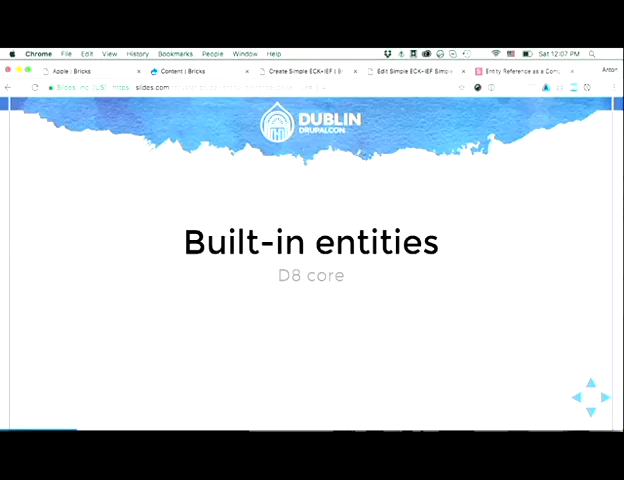 Chrome File Edit View History Bookmarks People Window Help Sat 12:07 PM
Apple | Bricks Content | Bricks Create Simple ECK+IEF | B Edit Simple ECK+IEF Simp Entity Reference as a Com Anton
slides.com
DUBLIN
DRUPALCON
Built-in entities
D8 core